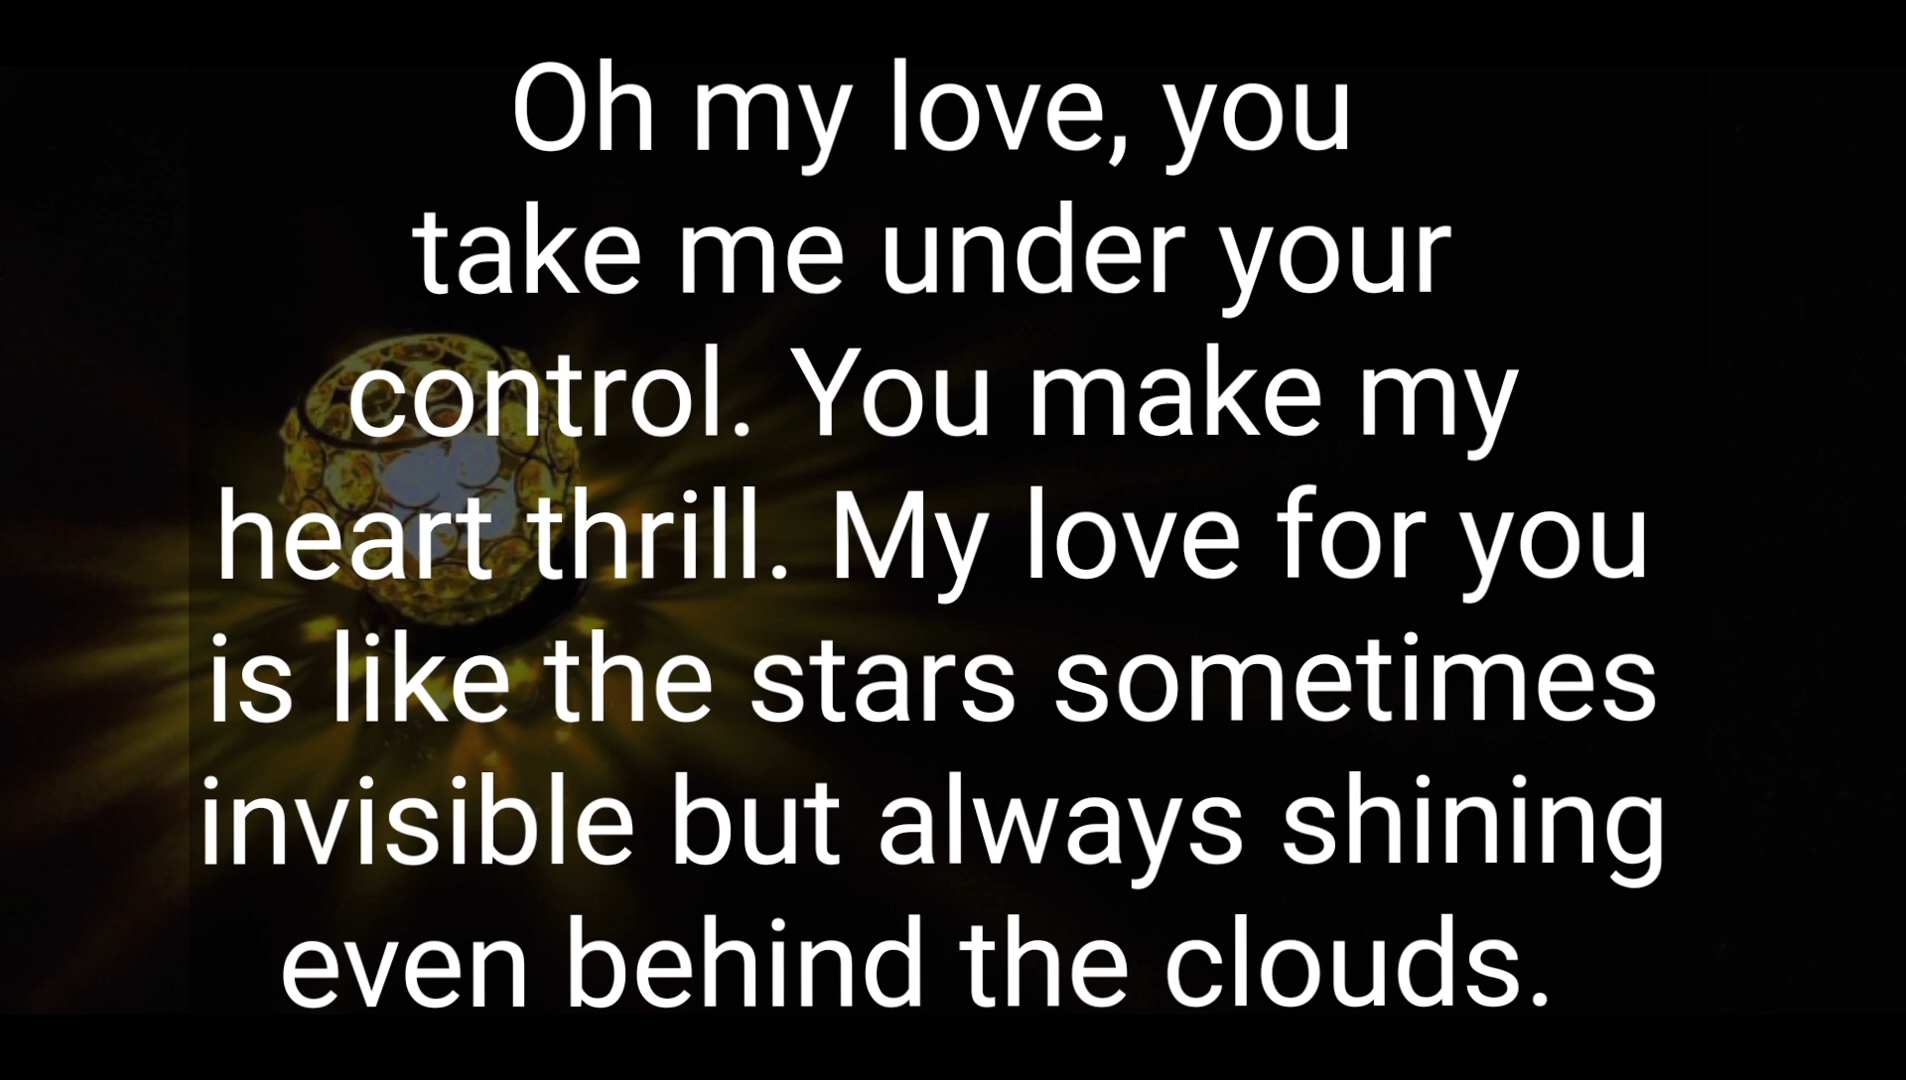 Oh my love, you
take me under your
control. You make my
heart thrill. My love for you
is like the stars sometimes
invisible but always shining
even behind the clouds.